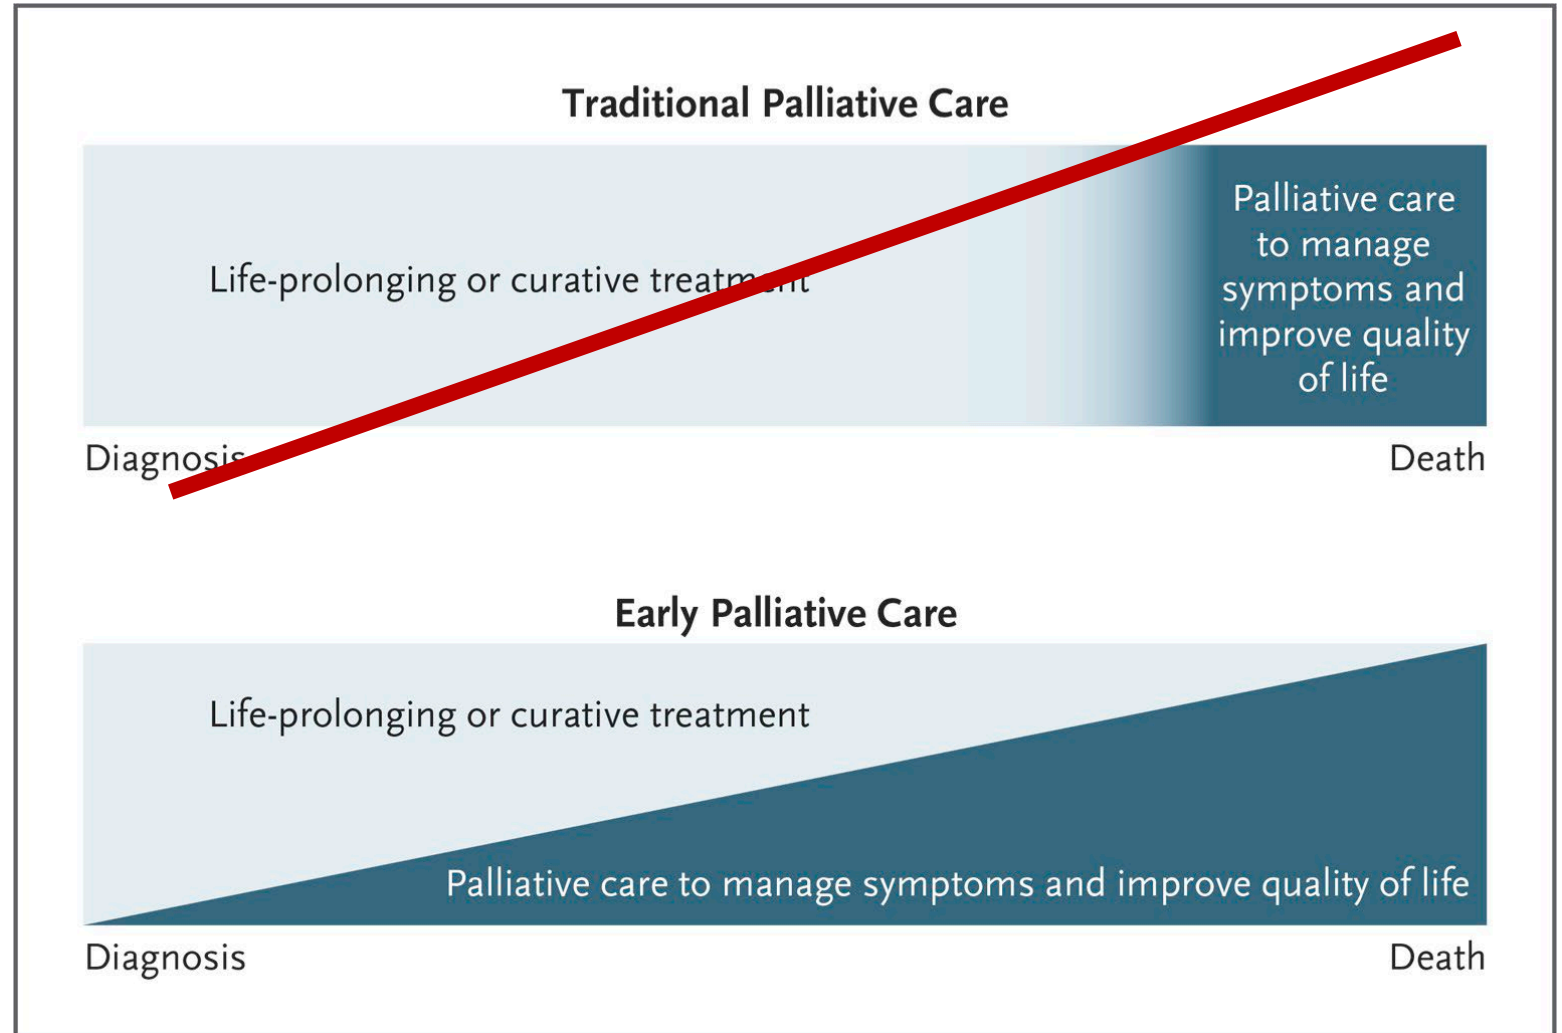 Traditional Palliative Care
Life-prolonging or curative treatment
Palliative care
to manage
symptoms and
improve quality
of life
Diagnosis
Death
Early Palliative Care
Life-prolonging or curative treatment
Palliative care to manage symptoms and improve quality of life
Diagnosis
Death